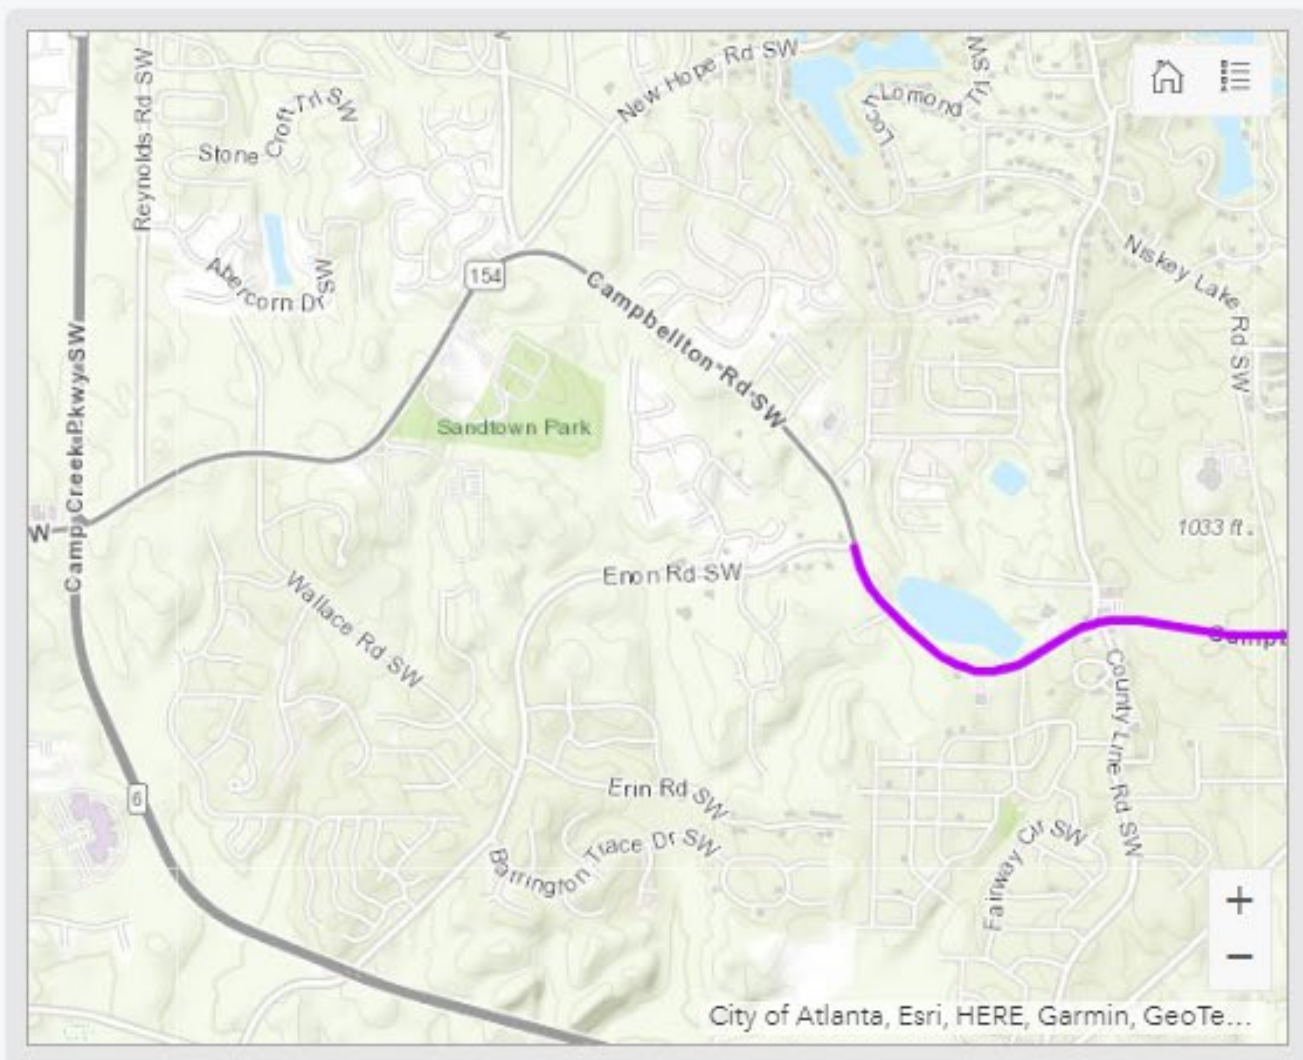 Reynolds Rd SW
New Hope Rd SW
Loch Lomond Trl SW
Stone Croft Trl SW
Niskey Lake Rd SW
Abercorn Dr SW
154
Campbellton Rd SW
Camp Creek Pkwy SW
Sandtown Park
1033 ft.
W
Enon Rd SW
Wallace Rd SW
County Line Rd SW
6
Erin Rd SW
Barrington Trace Dr SW
Fairway Cir SW
+
−
City of Atlanta, Esri, HERE, Garmin, GeoTe...